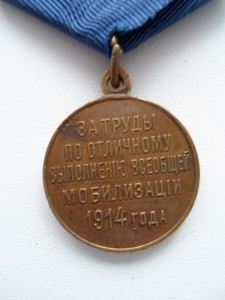 ЗА ТРУДЫ
ПО ОТЛИЧНОМУ
ВЫПОЛНЕНІЮ ВСЕОБЩЕЙ
МОБИЛИЗАЦІИ
1914 ГОДА